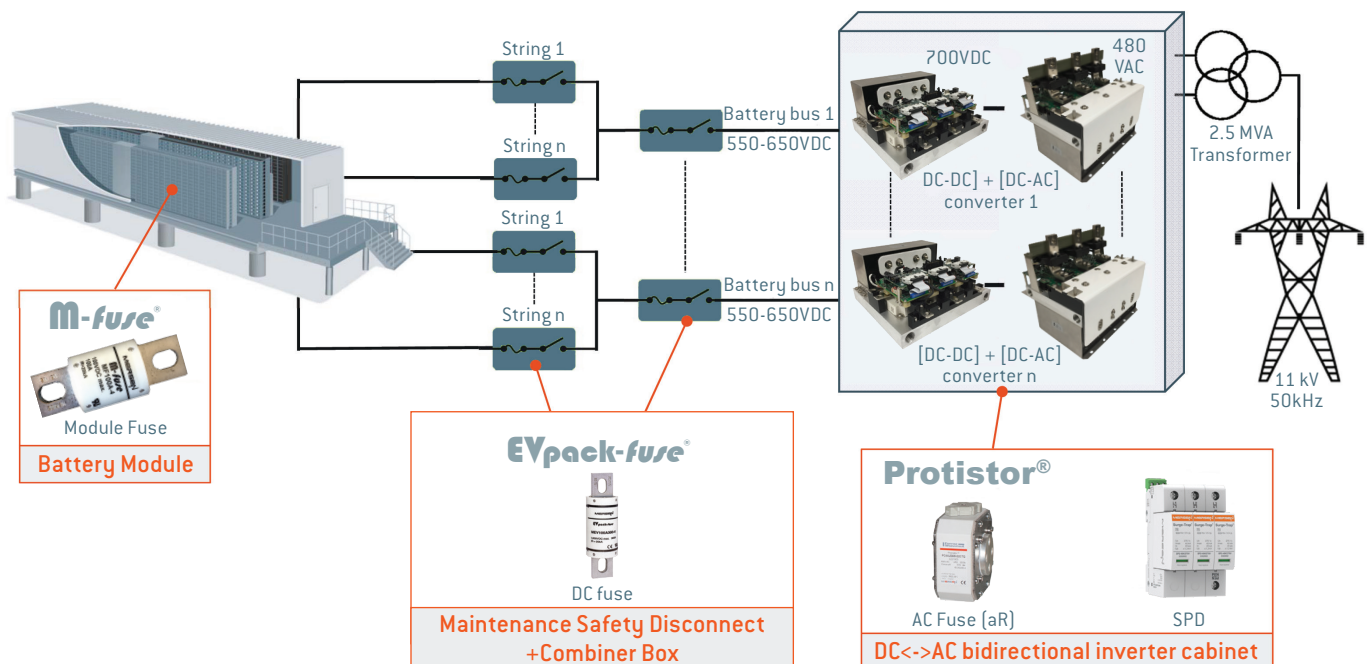 String 1
String n
String 1
String n
Battery bus 1
550-650VDC
Battery bus n
550-650VDC
700VDC
480
VAC
DC-DC] + [DC-AC]
converter 1
[DC-DC] + [DC-AC]
converter n
2.5 MVA
Transformer
11 kV
50kHz
M-fuse®
M-fuse
Module Fuse
Battery Module
EVpack-fuse®
EVpack-fuse
DC fuse
Maintenance Safety Disconnect
+Combiner Box
Protistor®
AC Fuse (aR)
SPD
DC<->AC bidirectional inverter cabinet